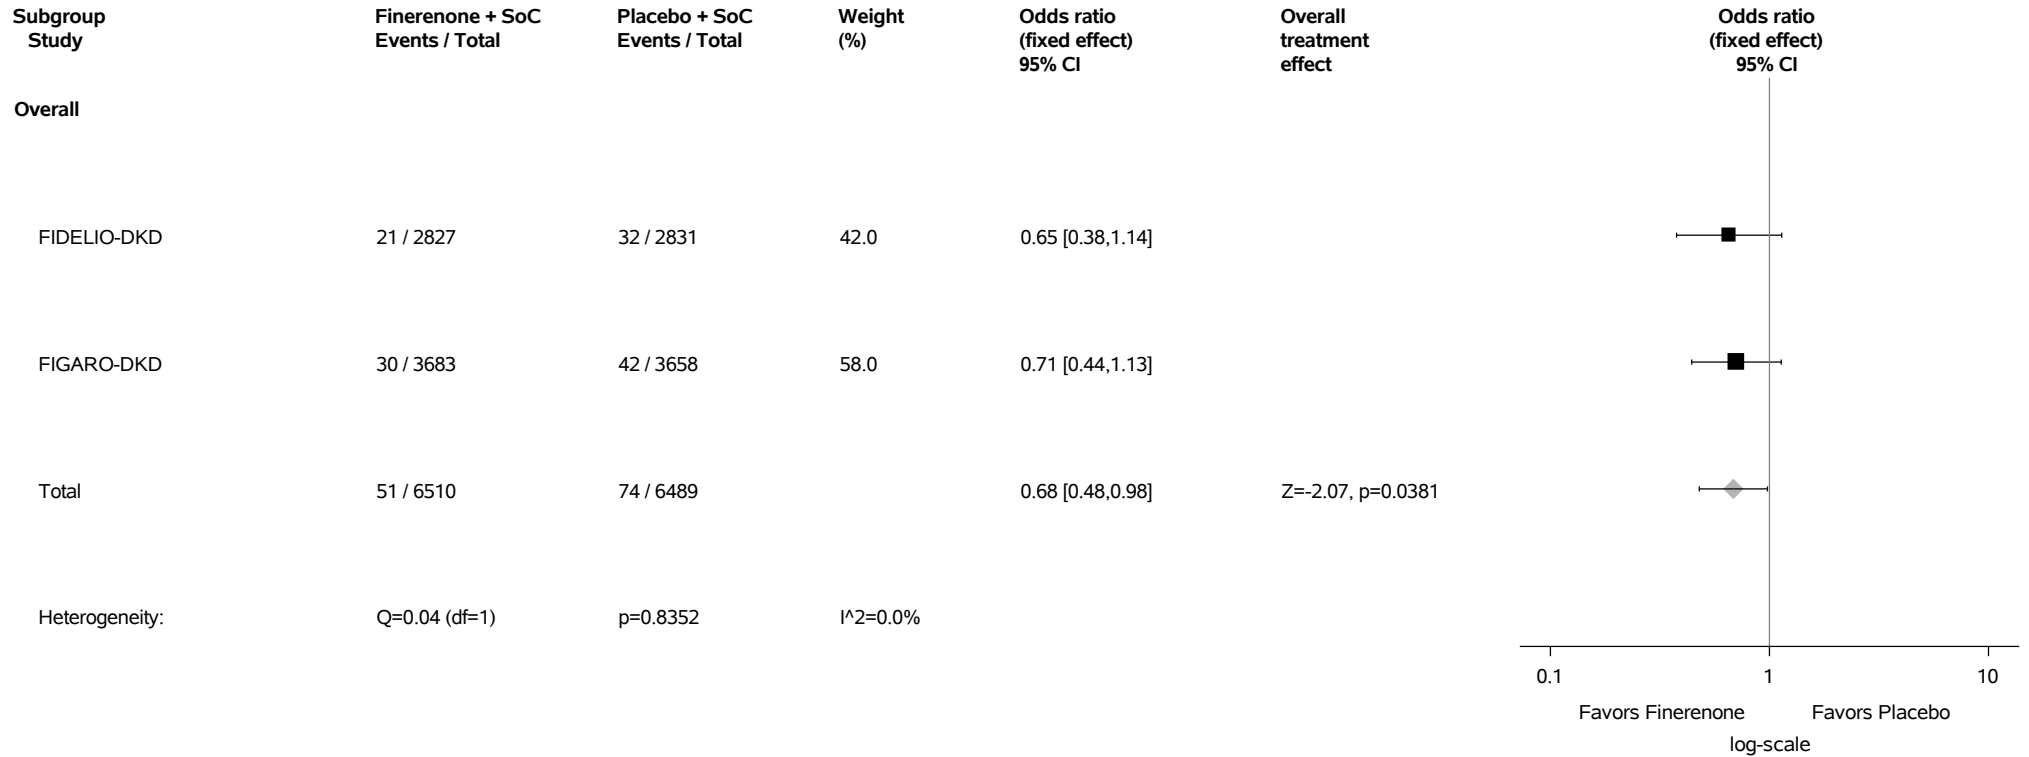 Subgroup Finerenone + SoC Placebo + SoC Weight Odds ratio Overall Odds ratio
Study Events / Total Events / Total (%) (fixed effect) treatment (fixed effect)
95% CI effect 95% CI
Overall
FIDELIO-DKD 21 / 2827 32 / 2831 42.0 0.65 [0.38,1.14]
FIGARO-DKD 30 / 3683 42 / 3658 58.0 0.71 [0.44,1.13]
Total 51 / 6510 74 / 6489 0.68 [0.48,0.98] Z=-2.07, p=0.0381
Heterogeneity: Q=0.04 (df=1) p=0.8352 I^2=0.0%
0.1 1 10
Favors Finerenone Favors Placebo
log-scale